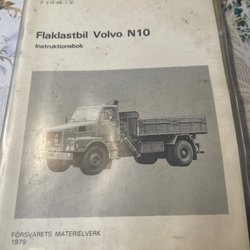 Flaklastbil Volvo N10
Instruktionsbok
FÖRSVARETS MATERIELVERK
1979